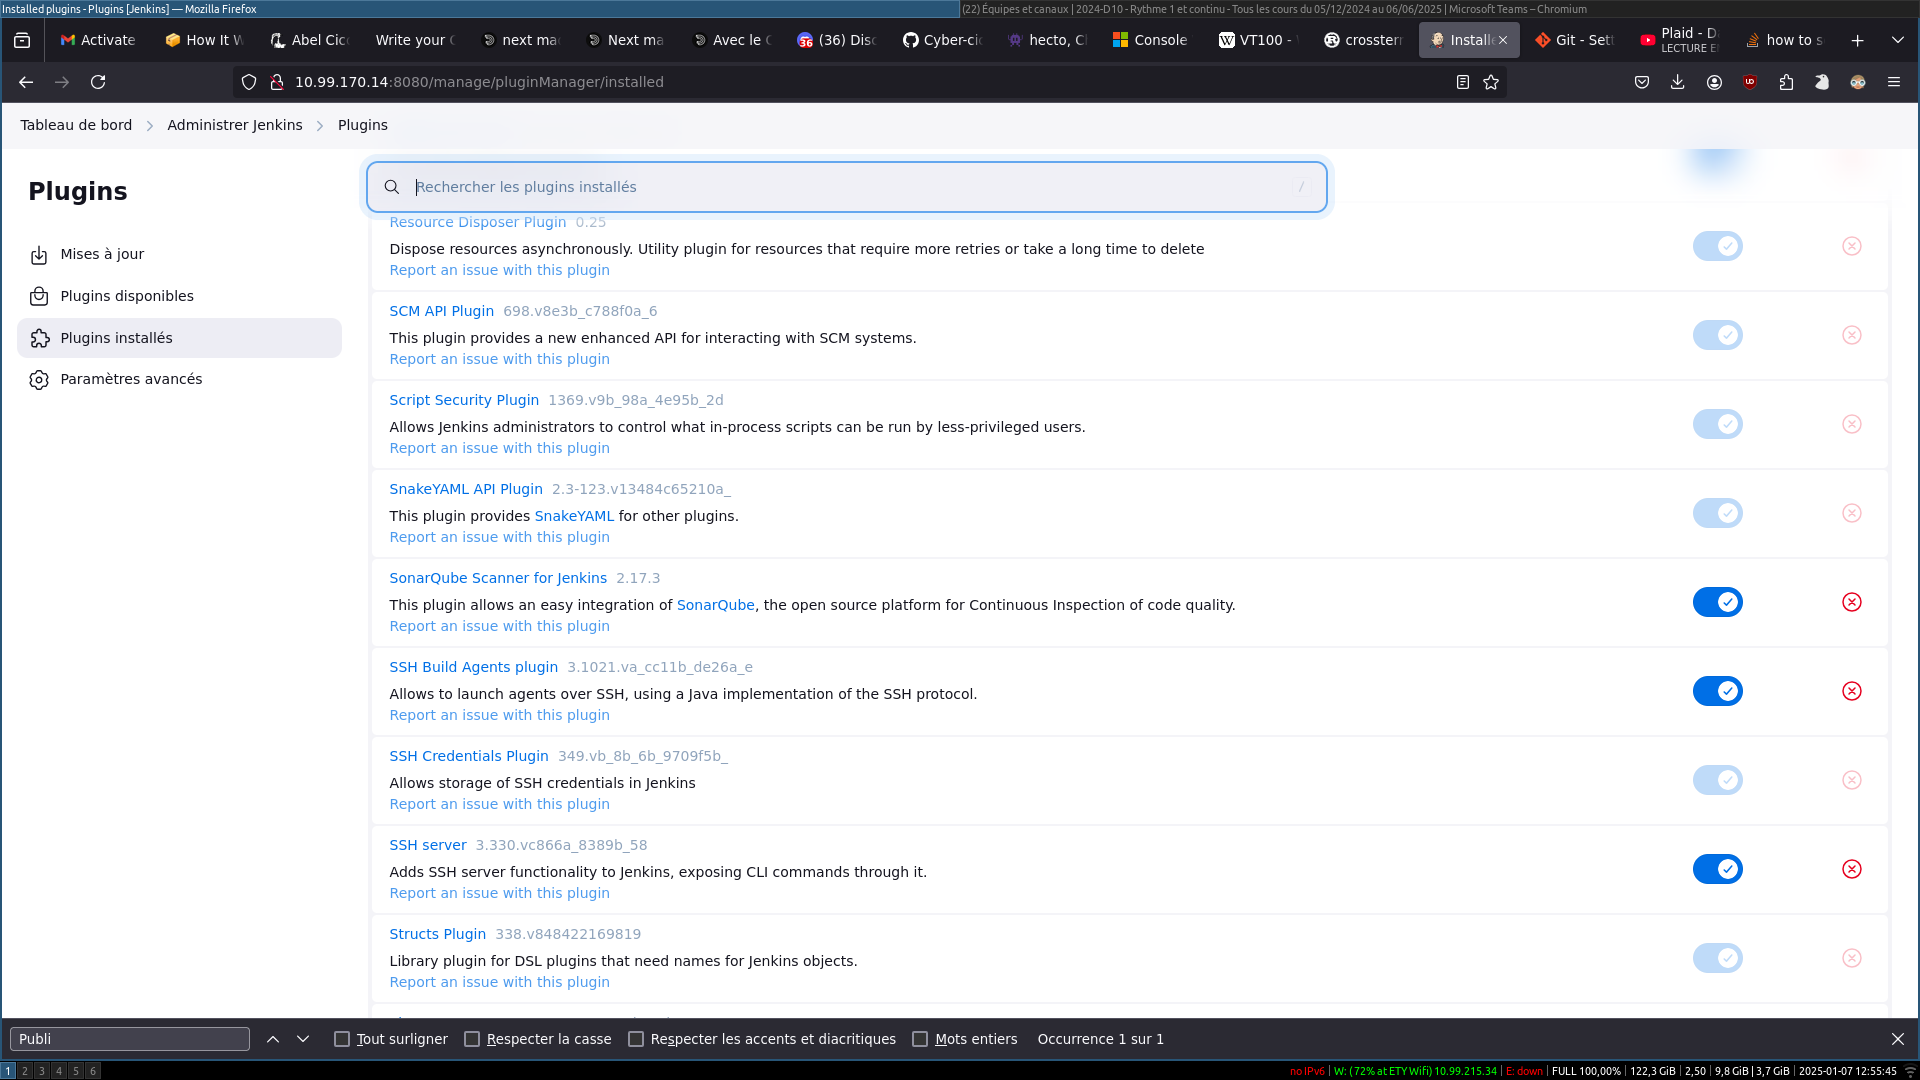 Installed plugins - Plugins [Jenkins] — Mozilla Firefox
(22) Équipes et canaux | 2024-D10 - Rythme 1 et continu - Tous les cours du 05/12/2024 au 06/06/2025 | Microsoft Teams – Chromium
Activate
How It W
Abel Cic
Write your
next ma
Next ma
Avec le
(36) Disc
Cyber-ci
hecto, C
Console
VT100 -
crossterr
Install
Git - Set
Plaid - D
LECTURE E
how to s
10.99.170.14:8080/manage/pluginManager/installed
Tableau de bord
Administrer Jenkins
Plugins
Plugins
Rechercher les plugins installés
/
Mises à jour
Plugins disponibles
Plugins installés
Paramètres avancés
Resource Disposer Plugin 0.25
Dispose resources asynchronously. Utility plugin for resources that require more retries or take a long time to delete
Report an issue with this plugin
SCM API Plugin 698.v8e3b_c788f0a_6
This plugin provides a new enhanced API for interacting with SCM systems.
Report an issue with this plugin
Script Security Plugin 1369.v9b_98a_4e95b_2d
Allows Jenkins administrators to control what in-process scripts can be run by less-privileged users.
Report an issue with this plugin
SnakeYAML API Plugin 2.3-123.v13484c65210a_
This plugin provides SnakeYAML for other plugins.
Report an issue with this plugin
SonarQube Scanner for Jenkins 2.17.3
This plugin allows an easy integration of SonarQube, the open source platform for Continuous Inspection of code quality.
Report an issue with this plugin
SSH Build Agents plugin 3.1021.va_cc11b_de26a_e
Allows to launch agents over SSH, using a Java implementation of the SSH protocol.
Report an issue with this plugin
SSH Credentials Plugin 349.vb_8b_6b_9709f5b_
Allows storage of SSH credentials in Jenkins
Report an issue with this plugin
SSH server 3.330.vc866a_8389b_58
Adds SSH server functionality to Jenkins, exposing CLI commands through it.
Report an issue with this plugin
Structs Plugin 338.v848422169819
Library plugin for DSL plugins that need names for Jenkins objects.
Report an issue with this plugin
Publi
Tout surligner
Respecter la casse
Respecter les accents et diacritiques
Mots entiers
Occurrence 1 sur 1
1 2 3 4 5 6
no IPv6 | W: (72% at ETY Wifi) 10.99.215.34 | E: down | FULL 100,00% | 122,3 GiB | 2,50 | 9,8 GiB | 3,7 GiB | 2025-01-07 12:55:45